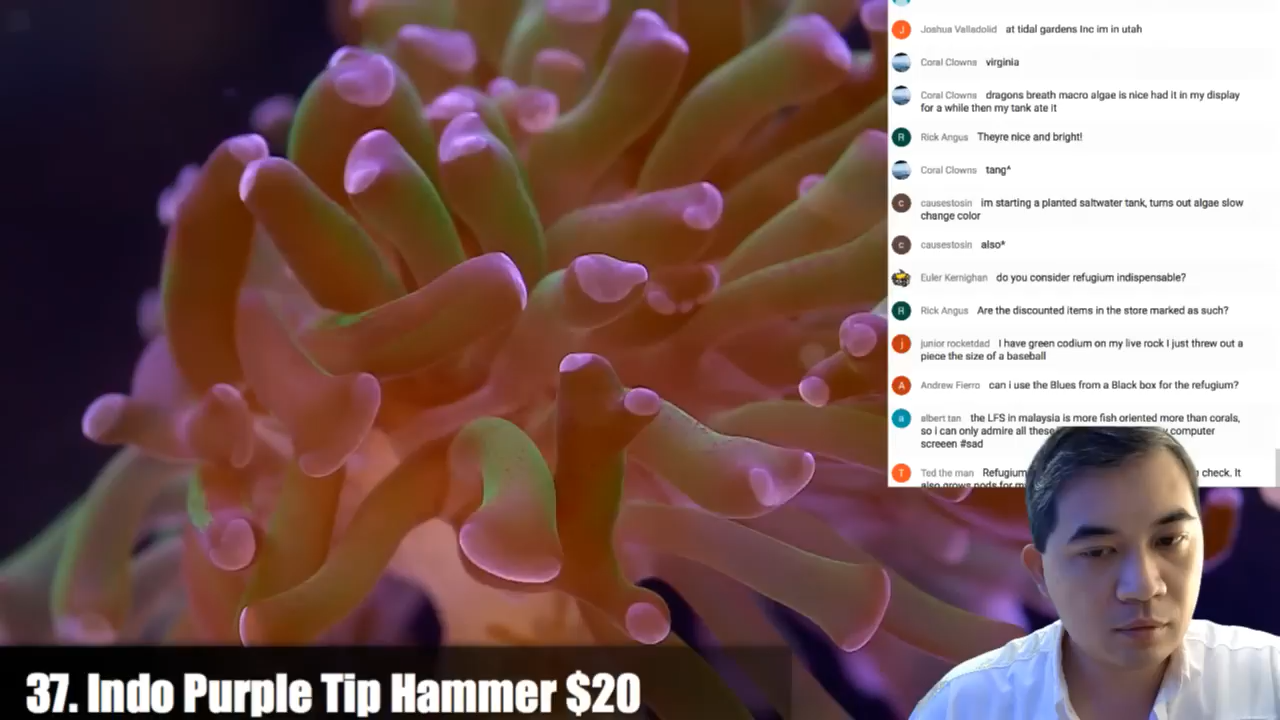 J Joshua Valladolid at tidal gardens Inc im in utah
Coral Clowns virginia
Coral Clowns dragons breath macro algae is nice had it in my display
for a while then my tank ate it
R Rick Angus Theyre nice and bright!
Coral Clowns tang^
c causestosin im starting a planted saltwater tank, turns out algae slow
change color
c causestosin also*
Euler Kernighan do you consider refugium indispensable?
R Rick Angus Are the discounted items in the store marked as such?
j junior rocketdad I have green codium on my live rock I just threw out a
piece the size of a baseball
A Andrew Fierro can i use the Blues from a Black box for the refugium?
a albert tan the LFS in malaysia is more fish oriented more than corals,
so i can only admire all these computer
screeen #sad
T Ted the man Refugium check. It
also grows pods for
37. Indo Purple Tip Hammer $20